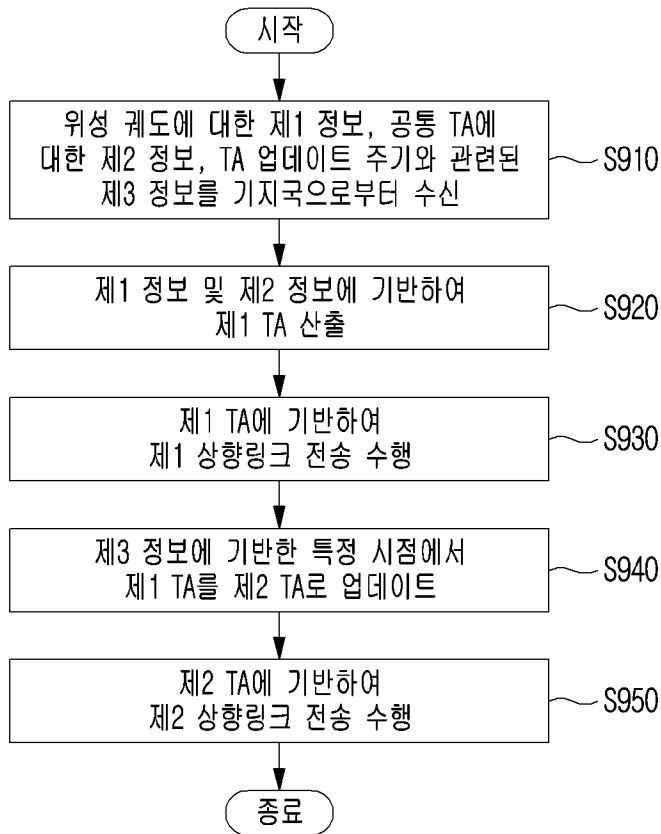 시작
위성 궤도에 대한 제1 정보, 공통 TA에
대한 제2 정보, TA 업데이트 주기와 관련된
제3 정보를 기지국으로부터 수신
S910
제1 정보 및 제2 정보에 기반하여
제1 TA 산출
S920
제1 TA에 기반하여
제1 상향링크 전송 수행
S930
제3 정보에 기반한 특정 시점에서
제1 TA를 제2 TA로 업데이트
S940
제2 TA에 기반하여
제2 상향링크 전송 수행
S950
종료